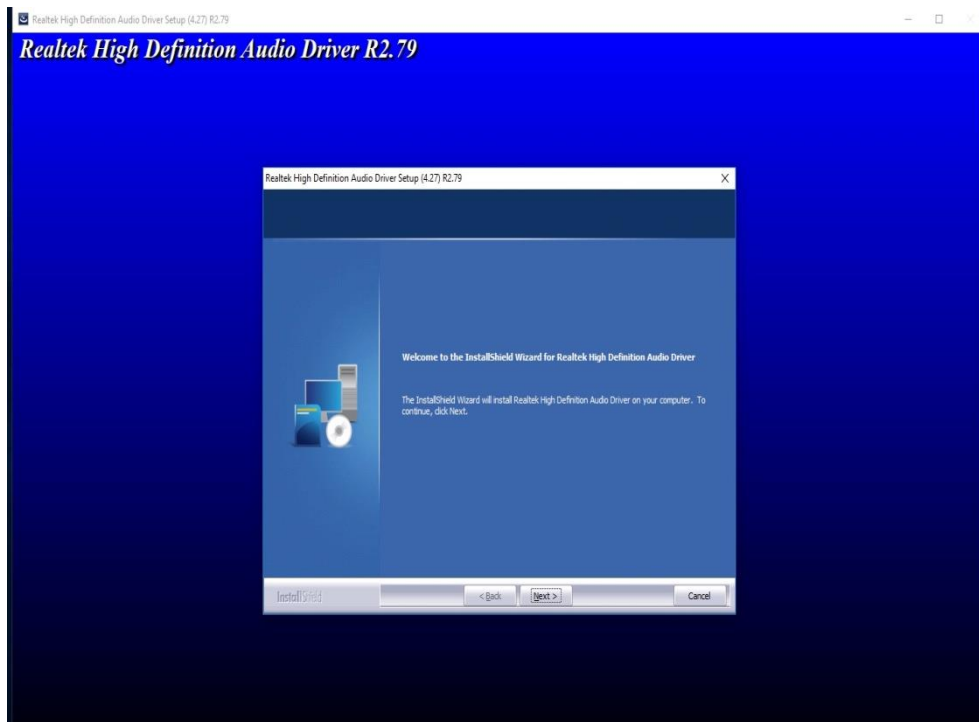 Realtek High Definition Audio Driver Setup (4.27) R2.79
Realtek High Definition Audio Driver R2.79
Realtek High Definition Audio Driver Setup (4.27) R2.79
X
Welcome to the InstallShield Wizard for Realtek High Definition Audio Driver
The InstallShield Wizard will install Realtek High Definition Audio Driver on your computer. To
continue, click Next.
InstallShield
< Back
Next >
Cancel